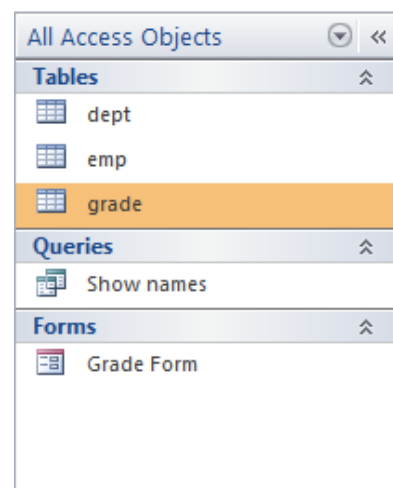 All Access Objects
Tables
dept
emp
grade
Queries
Show names
Forms
Grade Form